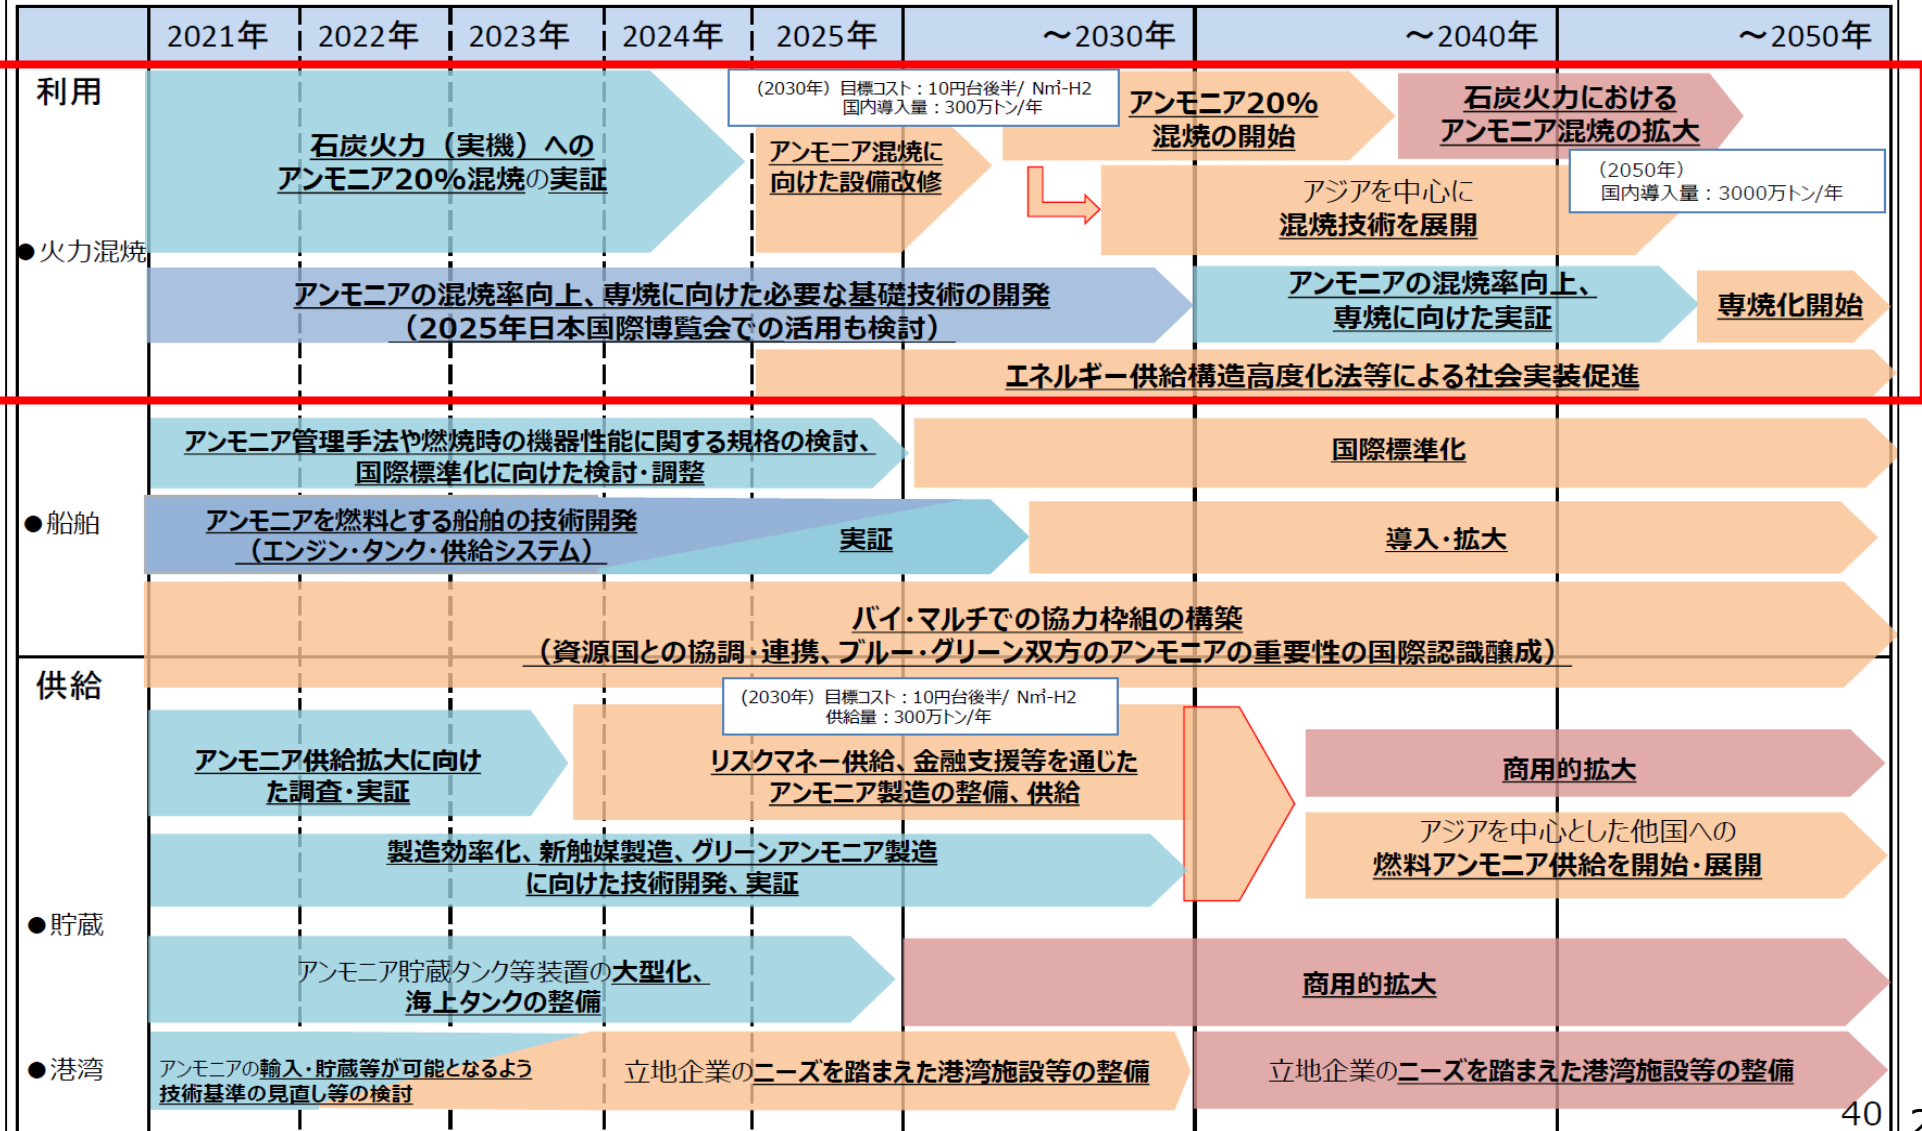 2021年
2022年
2023年
2024年
2025年
～2030年
～2040年
～2050年
利用
●火力混焼
石炭火力（実機）への
アンモニア20%混焼の実証
(2030年) 目標コスト：10円台後半/ N㎥-H2
国内導入量：300万トン/年
アンモニア混焼に
向けた設備改修
アンモニア20%
混焼の開始
石炭火力における
アンモニア混焼の拡大
アジアを中心に
混焼技術を展開
(2050年)
国内導入量：3000万トン/年
アンモニアの混焼率向上、専焼に向けた必要な基礎技術の開発
（2025年日本国際博覧会での活用も検討）
アンモニアの混焼率向上、
専焼に向けた実証
専焼化開始
エネルギー供給構造高度化法等による社会実装促進
●船舶
アンモニア管理手法や燃焼時の機器性能に関する規格の検討、
国際標準化に向けた検討・調整
国際標準化
アンモニアを燃料とする船舶の技術開発
（エンジン・タンク・供給システム）
実証
導入・拡大
バイ・マルチでの協力枠組の構築
（資源国との協調・連携、ブルー・グリーン双方のアンモニアの重要性の国際認識醸成）
供給
(2030年) 目標コスト：10円台後半/ N㎥-H2
供給量：300万トン/年
アンモニア供給拡大に向け
た調査・実証
リスクマネー供給、金融支援等を通じた
アンモニア製造の整備、供給
商用的拡大
製造効率化、新触媒製造、グリーンアンモニア製造
に向けた技術開発、実証
アジアを中心とした他国への
燃料アンモニア供給を開始・展開
●貯蔵
アンモニア貯蔵タンク等装置の大型化、
海上タンクの整備
商用的拡大
●港湾
アンモニアの輸入・貯蔵等が可能となるよう
技術基準の見直し等の検討
立地企業のニーズを踏まえた港湾施設等の整備
立地企業のニーズを踏まえた港湾施設等の整備
40